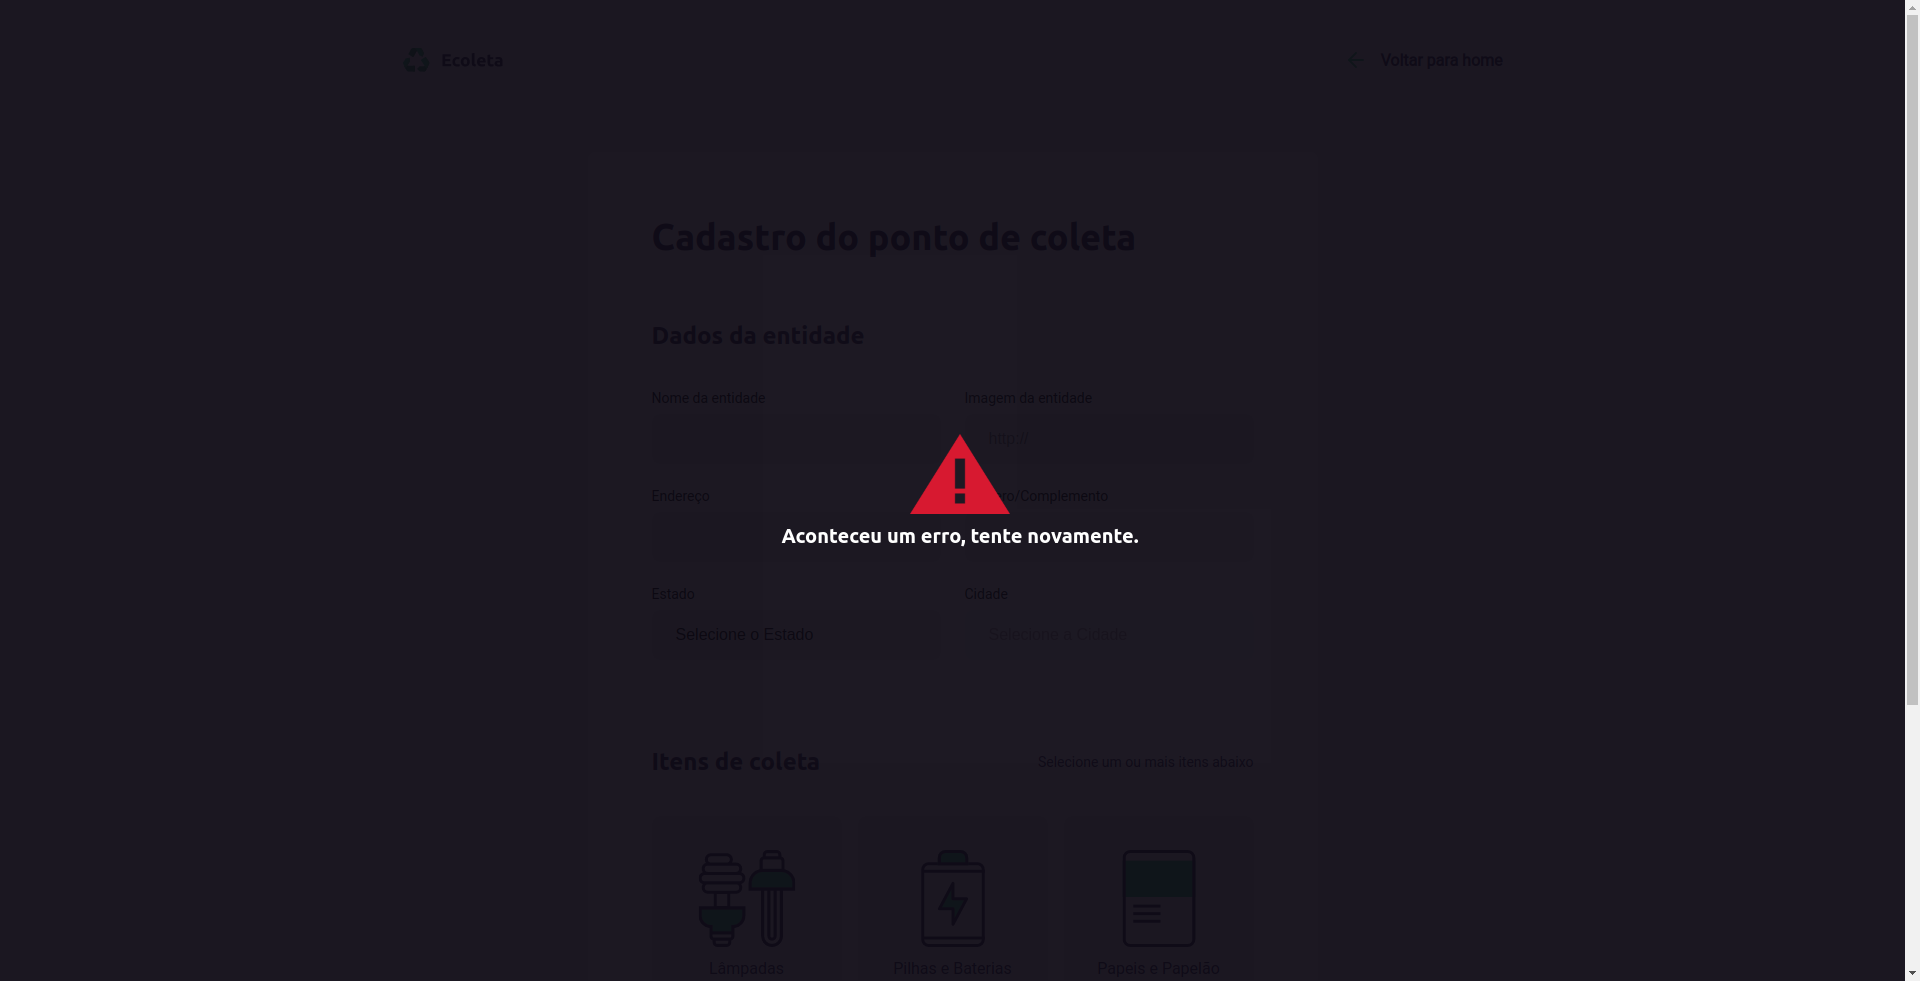 Ecoleta
Voltar para home
Cadastro do ponto de coleta
Dados da entidade
Nome da entidade
Imagem da entidade
http://
Endereço
ro/Complemento
Aconteceu um erro, tente novamente.
Estado
Cidade
Selecione o Estado
Selecione a Cidade
Itens de coleta
Selecione um ou mais itens abaixo
Lâmpadas
Pilhas e Baterias
Papéis e Papelão